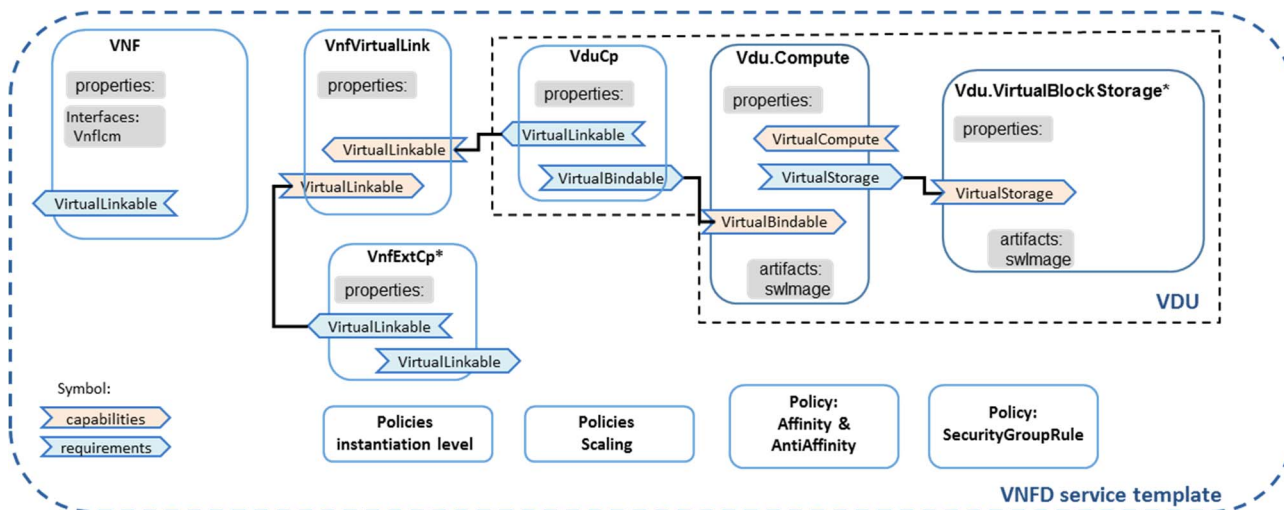 VNF
properties:
Interfaces:
Vnflcm
VirtualLinkable
VnfVirtualLink
properties:
VirtualLinkable
VirtualLinkable
VduCp
properties:
VirtualLinkable
VirtualBindable
Vdu.Compute
properties:
VirtualCompute
VirtualStorage
VirtualBindable
artifacts:
swImage
Vdu.VirtualBlockStorage*
properties:
VirtualStorage
artifacts:
swImage
VDU
VnfExtCp*
properties:
VirtualLinkable
VirtualLinkable
Symbol:
capabilities
requirements
Policies
instantiation level
Policies
Scaling
Policy:
Affinity &
AntiAffinity
Policy:
SecurityGroupRule
VNFD service template